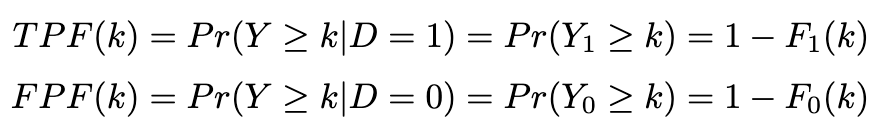 TPF(k) = Pr(Y ≥ k|D = 1) = Pr(Y₁ ≥ k) = 1 − F₁(k)
FPF(k) = Pr(Y ≥ k|D = 0) = Pr(Y₀ ≥ k) = 1 − F₀(k)